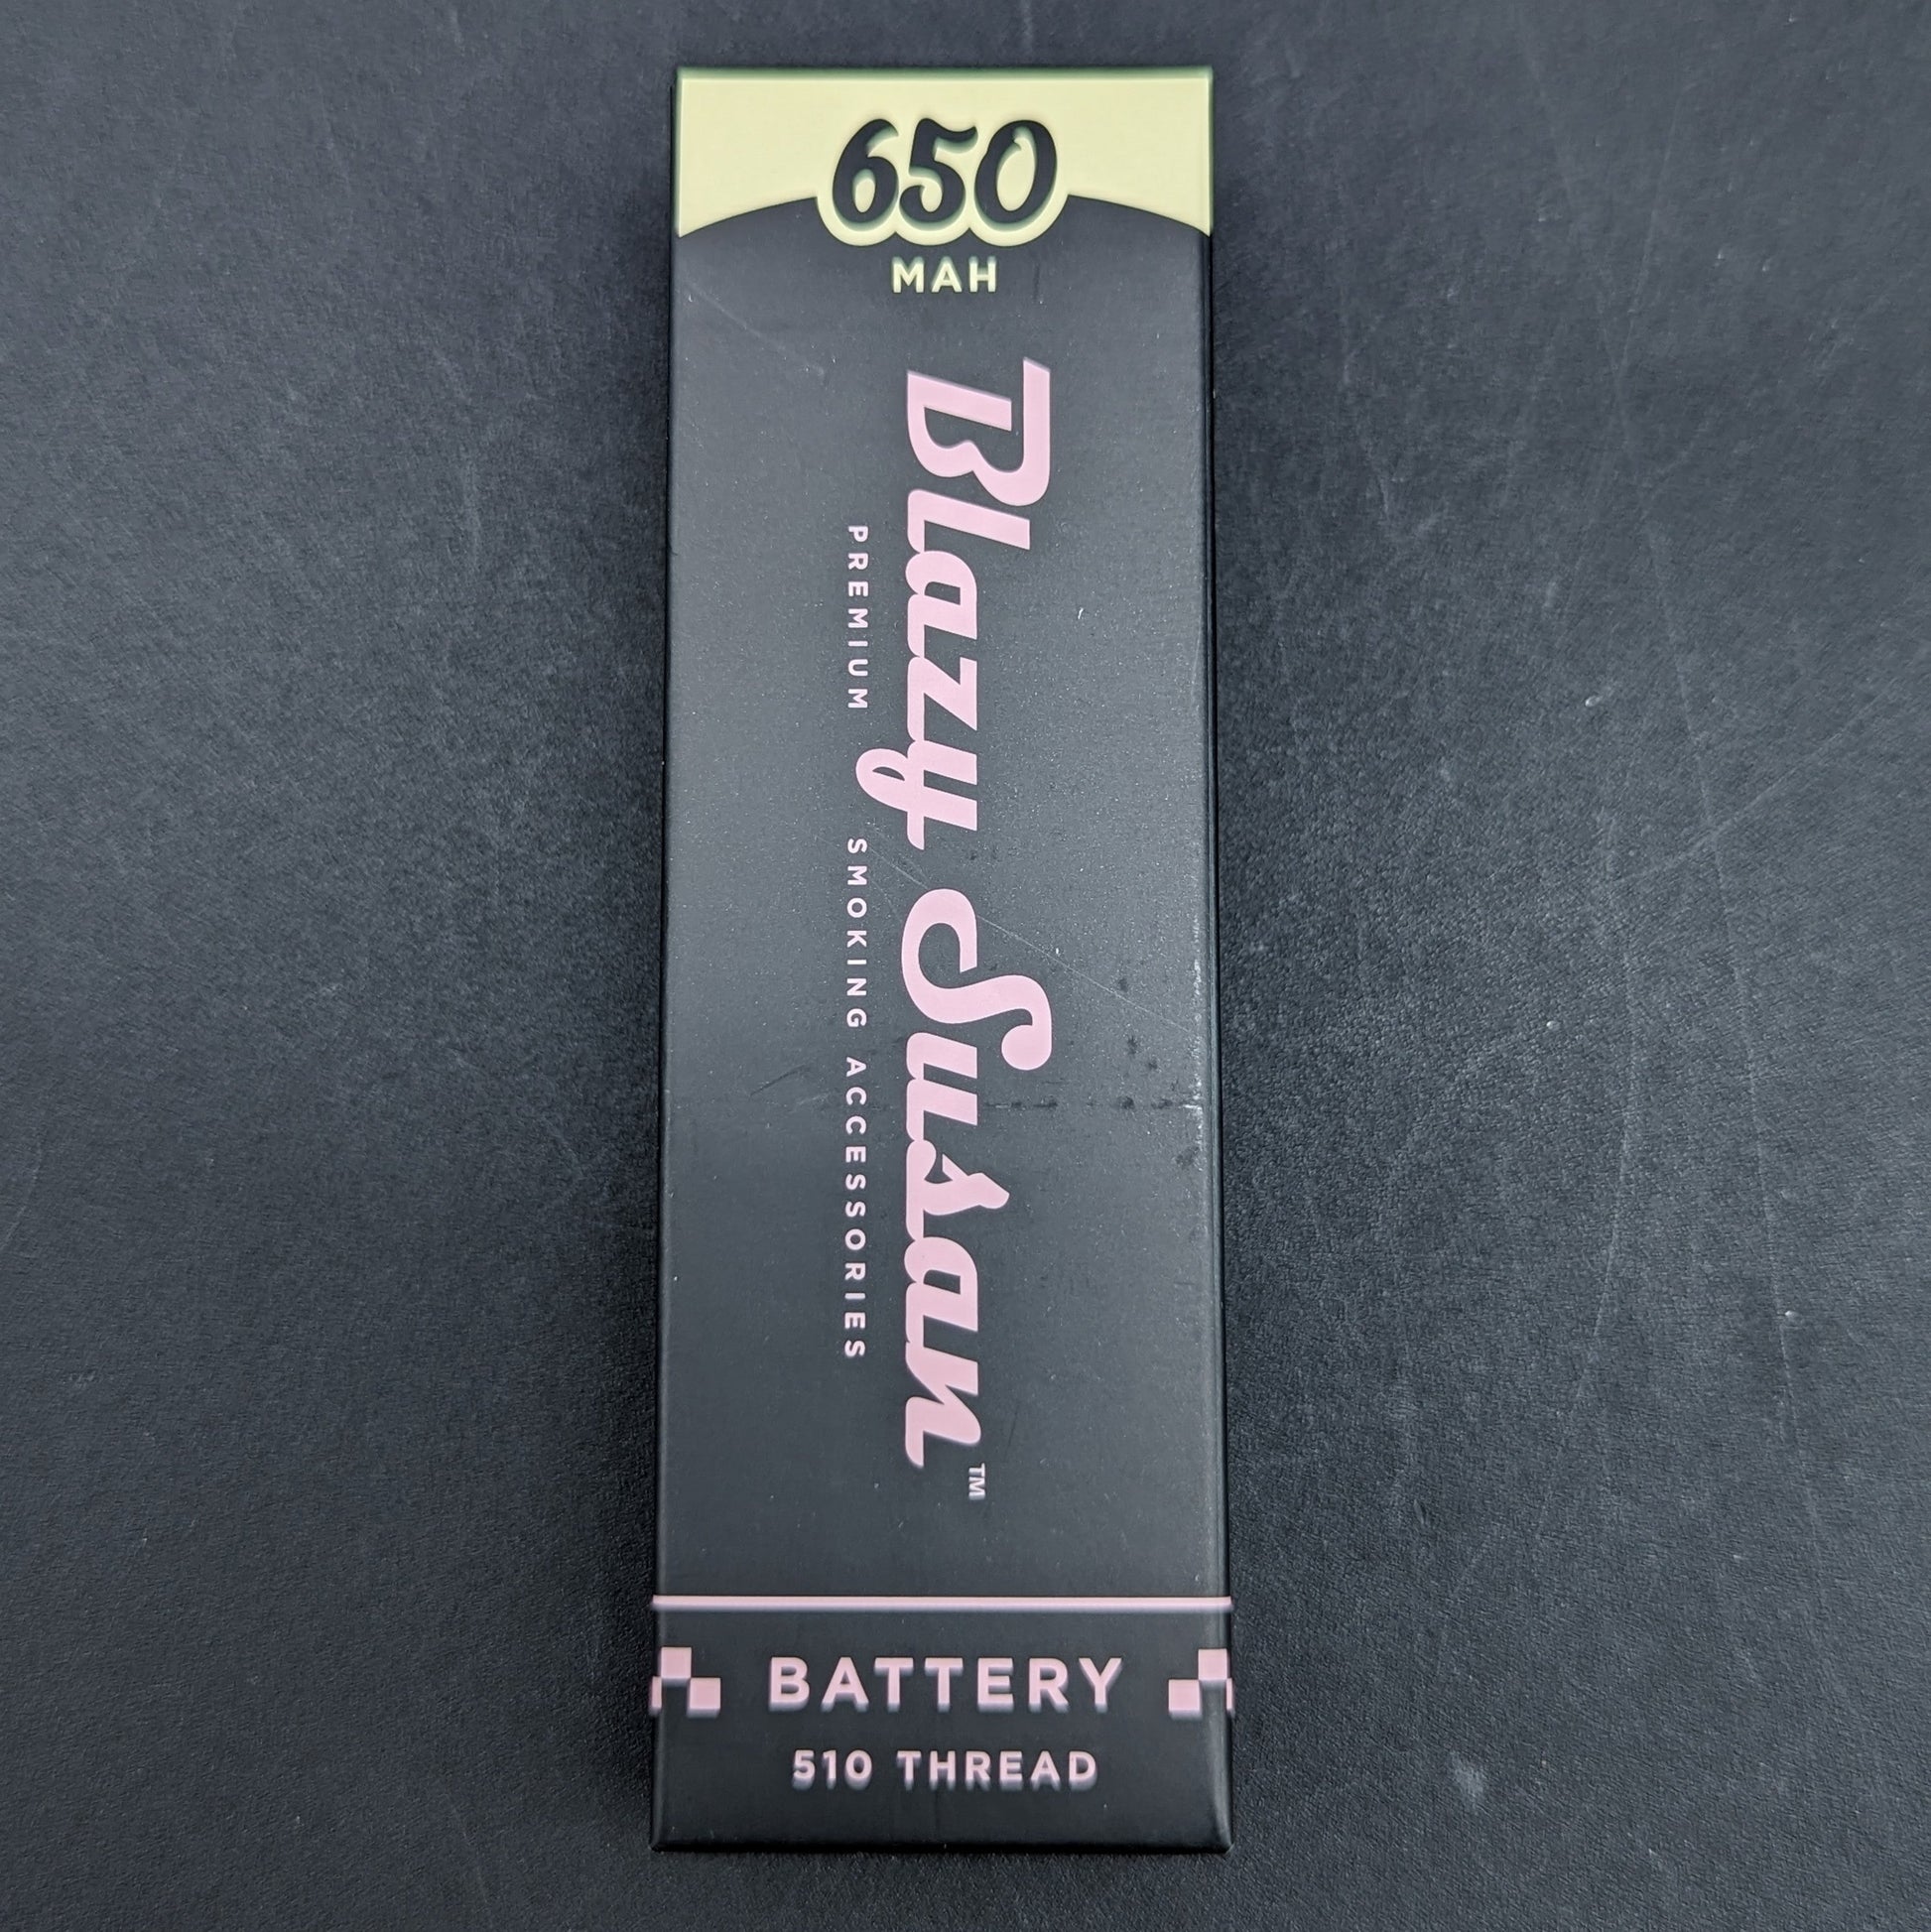 650
MAH
Blazy Susan™
PREMIUM SMOKING ACCESSORIES
BATTERY
510 THREAD